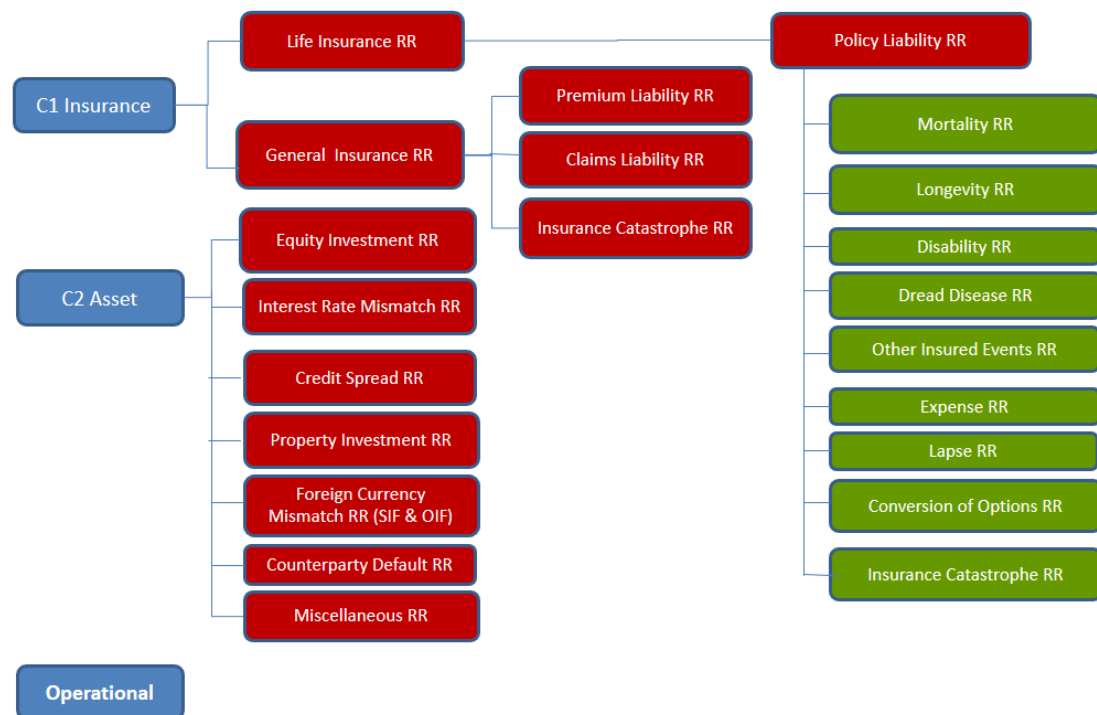 Life Insurance RR
Policy Liability RR
C1 Insurance
Premium Liability RR
General Insurance RR
Claims Liability RR
Insurance Catastrophe RR
Mortality RR
Longevity RR
Disability RR
Dread Disease RR
Other Insured Events RR
Expense RR
Lapse RR
Conversion of Options RR
Insurance Catastrophe RR
C2 Asset
Equity Investment RR
Interest Rate Mismatch RR
Credit Spread RR
Property Investment RR
Foreign Currency
Mismatch RR (SIF & OIF)
Counterparty Default RR
Miscellaneous RR
Operational